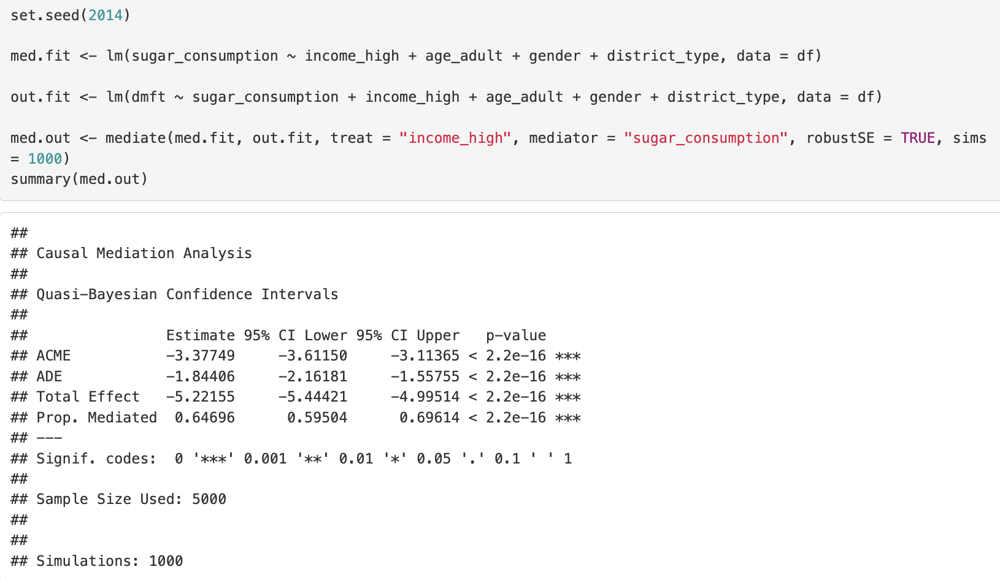 set.seed(2014)
med.fit <- lm(sugar_consumption ~ income_high + age_adult + gender + district_type, data = df)
out.fit <- lm(dmft ~ sugar_consumption + income_high + age_adult + gender + district_type, data = df)
med.out <- mediate(med.fit, out.fit, treat = "income_high", mediator = "sugar_consumption", robustSE = TRUE, sims
= 1000)
summary(med.out)
##
## Causal Mediation Analysis
##
## Quasi-Bayesian Confidence Intervals
##
##                Estimate 95% CI Lower 95% CI Upper   p-value
## ACME           -3.37749     -3.61150     -3.11365 < 2.2e-16 ***
## ADE            -1.84406     -2.16181     -1.55755 < 2.2e-16 ***
## Total Effect   -5.22155     -5.44421     -4.99514 < 2.2e-16 ***
## Prop. Mediated  0.64696      0.59504      0.69614 < 2.2e-16 ***
## ---
## Signif. codes:  0 '***' 0.001 '**' 0.01 '*' 0.05 '.' 0.1 ' ' 1
##
## Sample Size Used: 5000
##
##
## Simulations: 1000